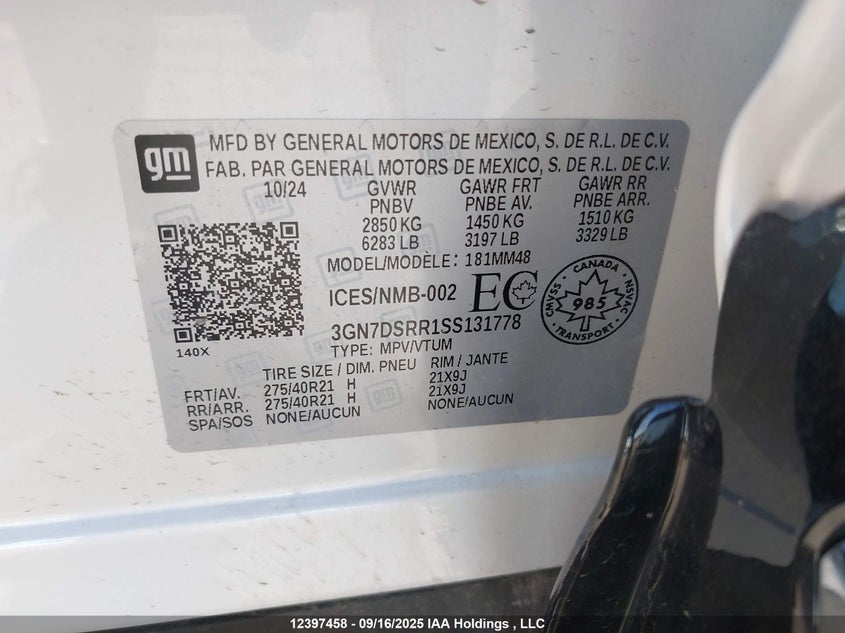 gm
MFD BY GENERAL MOTORS DE MEXICO, S. DE R.L. DE C.V.
FAB. PAR GENERAL MOTORS DE MEXICO, S. DE R.L. DE C.V.
10/24 GVWR GAWR FRT GAWR RR
PNBV PNBE AV. PNBE ARR.
2850 KG 1450 KG 1510 KG
6283 LB 3197 LB 3329 LB
MODEL/MODÈLE: 181MM48
ICES/NMB-002 EC
CANADA CMVSS 985 NSVAC TRANSPORT
3GN7DSRR1SS131778
140X
TYPE: MPV/VTUM
TIRE SIZE / DIM. PNEU RIM / JANTE
FRT/AV. 275/40R21 H 21X9J
RR/ARR. 275/40R21 H 21X9J
SPA/SOS NONE/AUCUN NONE/AUCUN
12397458 - 09/16/2025 IAA Holdings , LLC